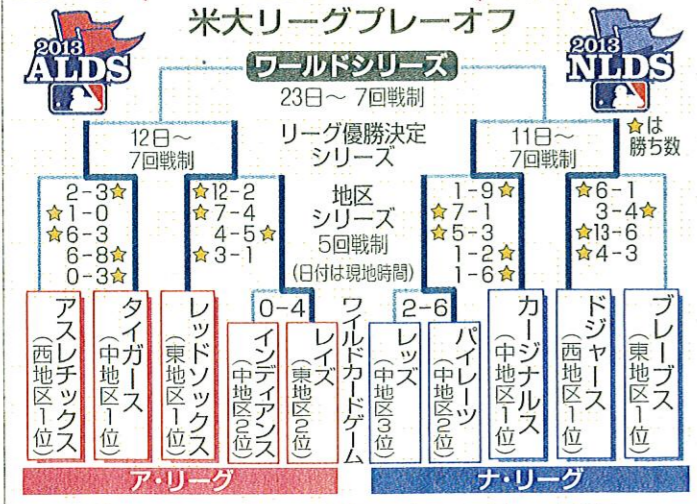 米大リーグプレーオフ
2013
ALDS
2013
NLDS
ワールドシリーズ
23日〜 7回戦制
12日〜
7回戦制
リーグ優勝決定
シリーズ
11日〜
7回戦制
☆は
勝ち数
2-3☆
☆1-0
☆6-3
6-8☆
0-3☆
☆12-2
☆7-4
4-5☆
☆3-1
地区
シリーズ
5回戦制
(日付は現地時間)
1-9☆
☆7-1
☆5-3
1-2☆
1-6☆
☆6-1
3-4☆
☆13-6
☆4-3
0-4
ワイルドカードゲーム
2-6
アスレチックス
(西地区1位)
タイガース
(中地区1位)
レッドソックス
(東地区1位)
インディアンス
(中地区2位)
レイズ
(東地区2位)
レッズ
(中地区3位)
パイレーツ
(中地区2位)
カージナルス
(中地区1位)
ドジャース
(西地区1位)
ブレーブス
(東地区1位)
ア・リーグ
ナ・リーグ